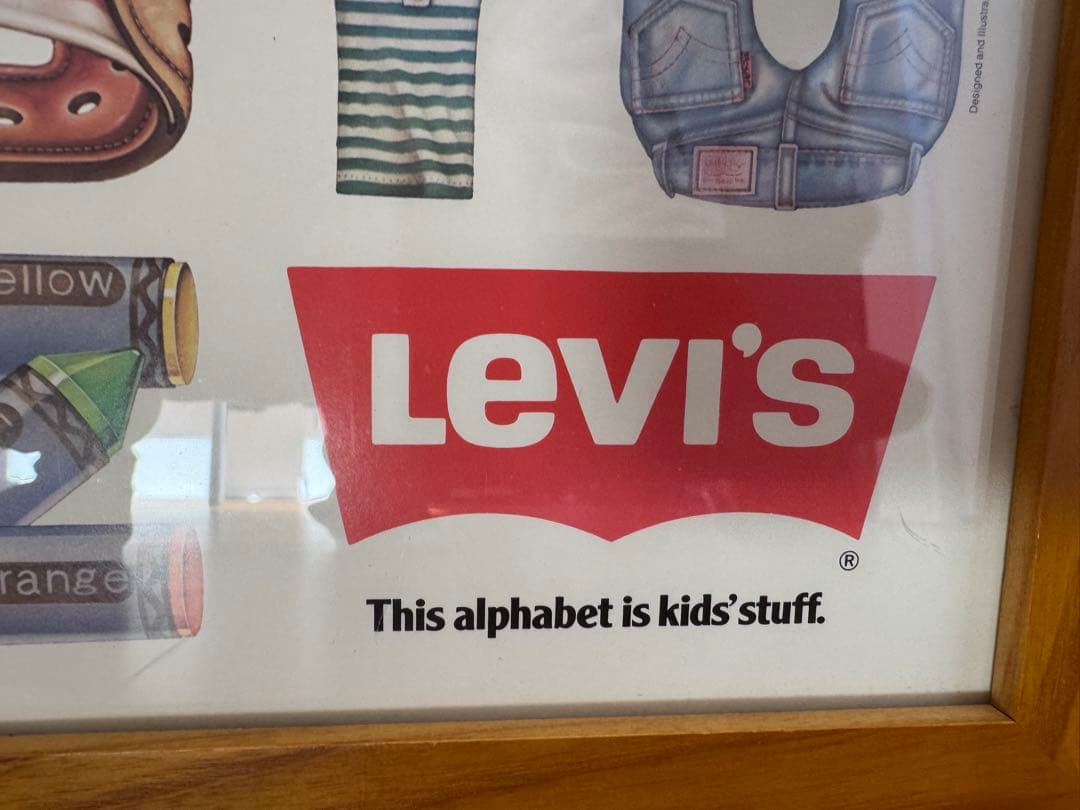 Designed and Illustra
ellow
Levi's
®
range
This alphabet is kids' stuff.